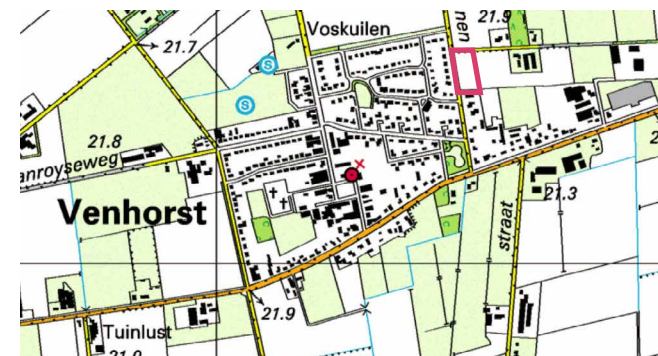 Voskuilen
nen
21.9
21.7
S
S
21.8
anroyseweg
Venhorst
21.3
straat
21.9
Tuinlust